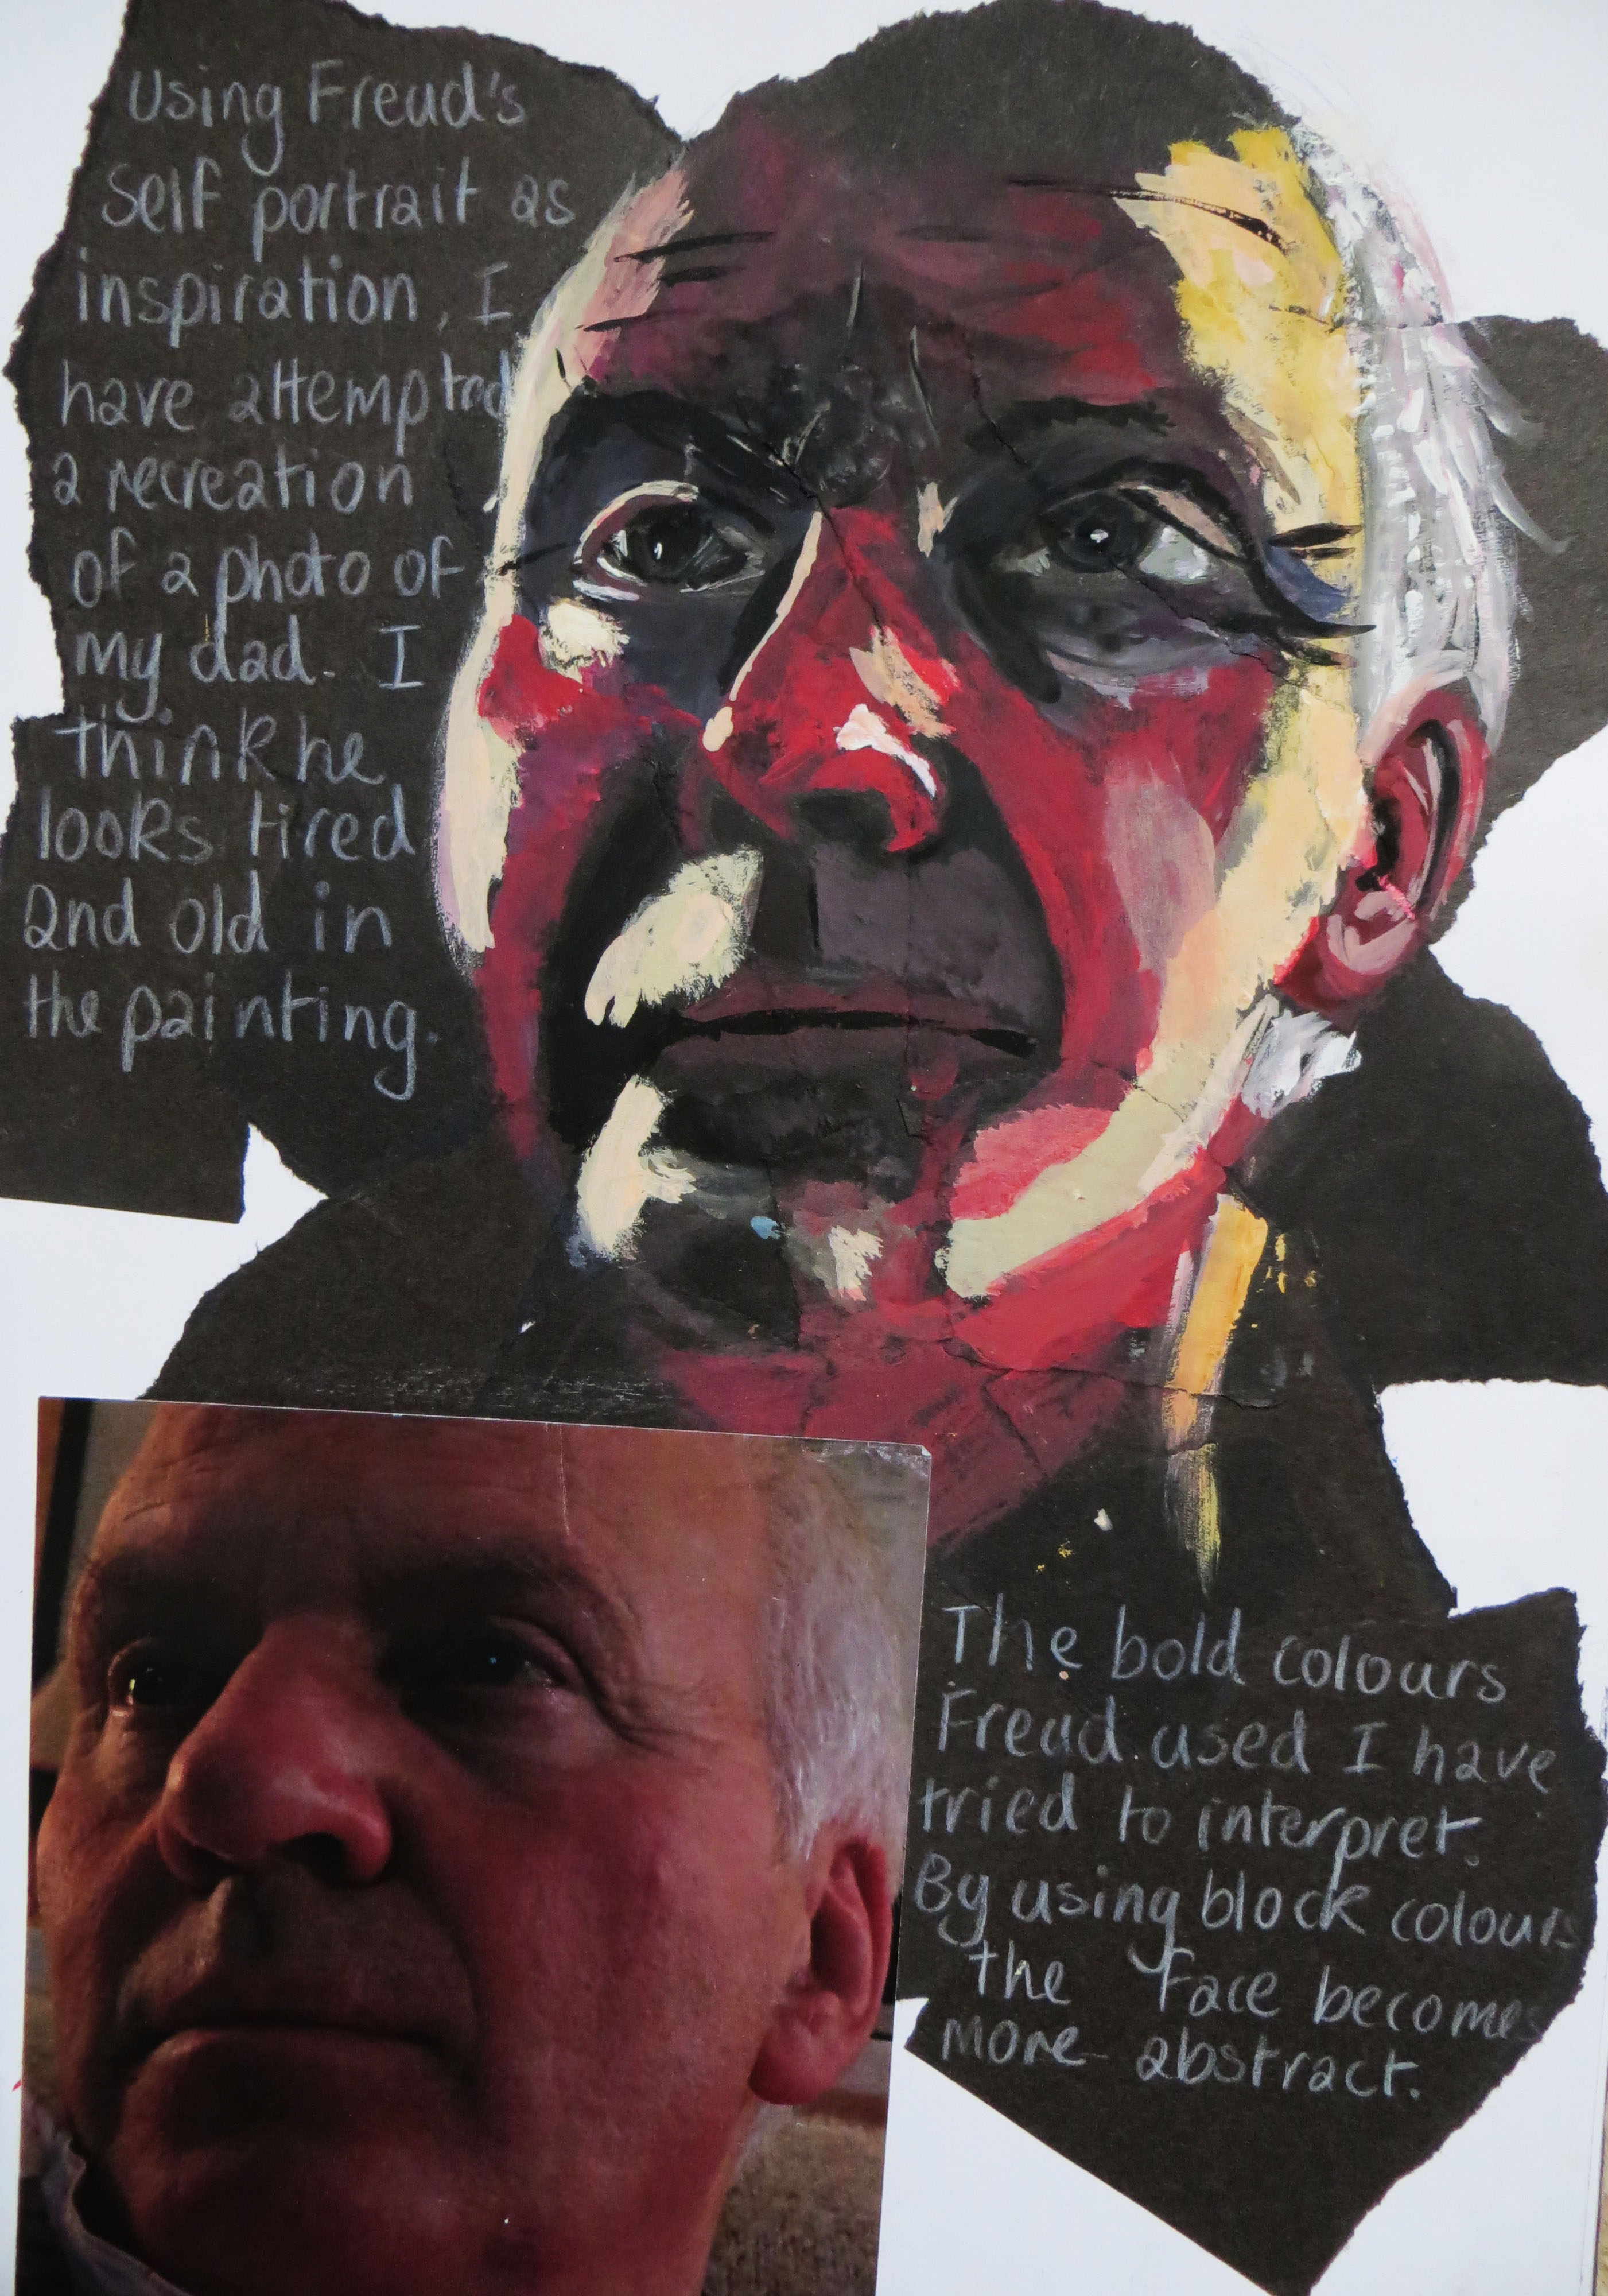 Using Freud's
self portrait as
inspiration, I
have attempted
a recreation
of a photo of
my dad. I
think he
looks tired
and old in
the painting.
The bold colours
Freud used I have
tried to interpret.
By using block colours
the face becomes
more abstract.